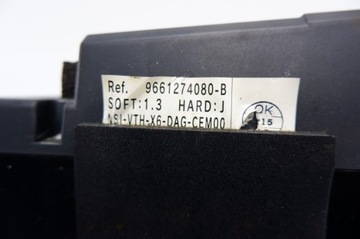 Ref. 9661274080-B
SOFT:1.3 HARD:J
ASI-VTH-X6-DAG-CEM00
OK
15